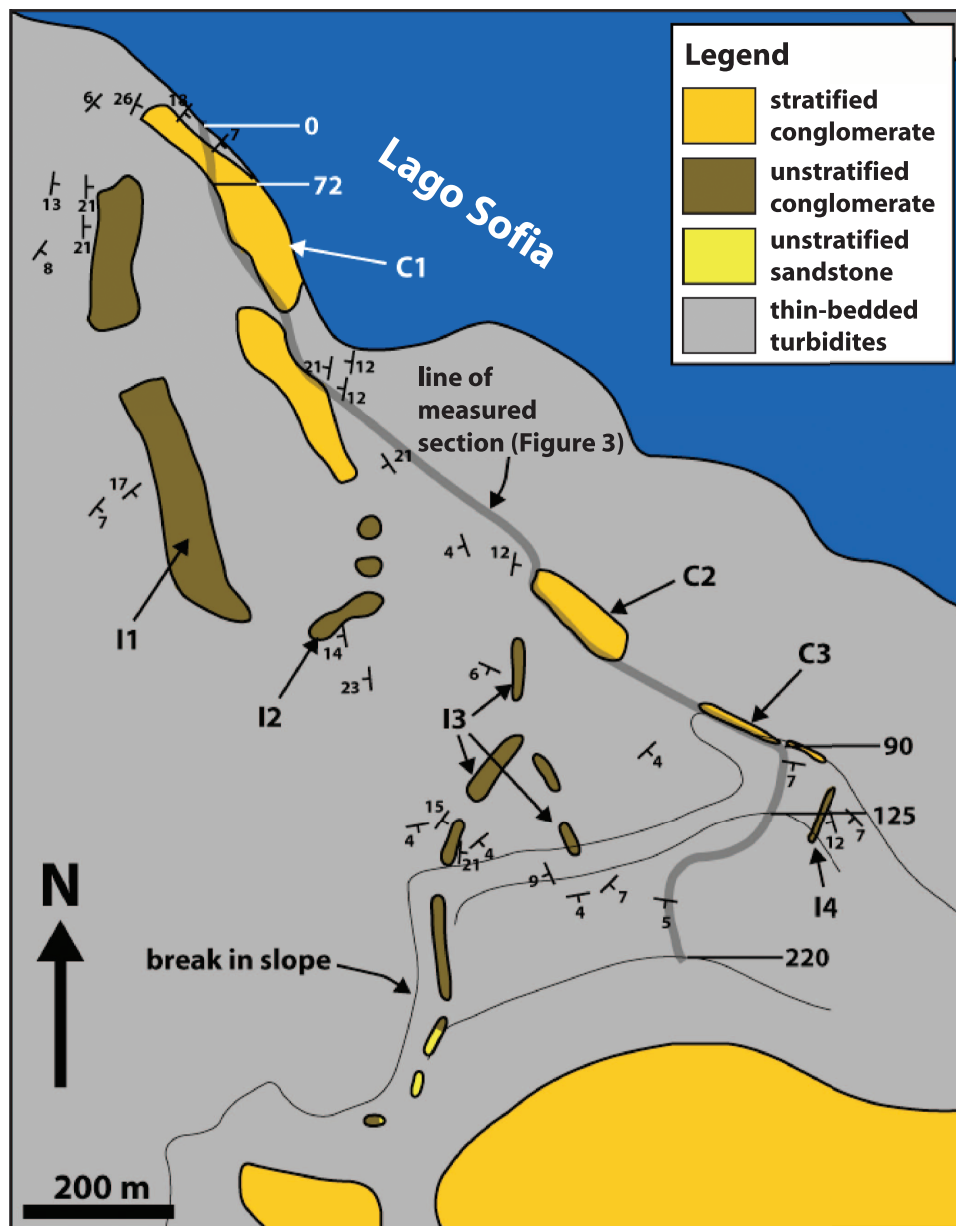 Legend
stratified
conglomerate
unstratified
conglomerate
unstratified
sandstone
thin-bedded
turbidites
Lago Sofia
6
26
18
0
7
72
13
21
21
8
C1
21
12
12
line of
measured
section (Figure 3)
21
17
7
4
12
C2
I1
14
I2
23
6
C3
I3
4
90
7
15
4
4
21
125
12
7
9
4
7
I4
5
N
break in slope
220
200 m